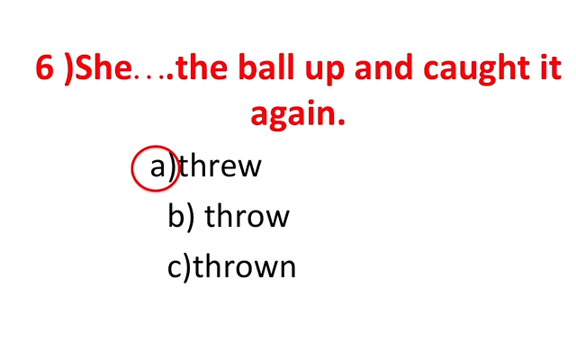 6 )She....the ball up and caught it
again.
a)threw
b) throw
c)thrown